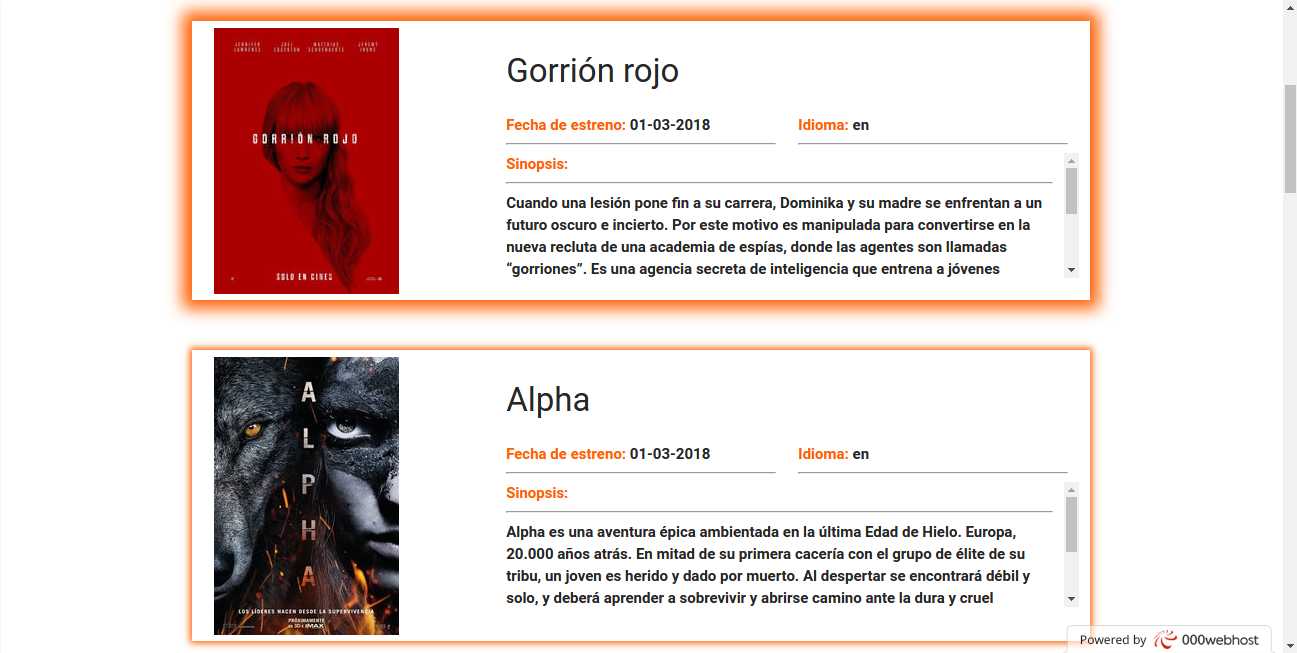 JENNIFER LAWRENCE JOEL EDGERTON MATTHIAS SCHOENAERTS JEREMY IRONS
GORRIÓN ROJO
SOLO EN CINES
Gorrión rojo
Fecha de estreno: 01-03-2018
Idioma: en
Sinopsis:
Cuando una lesión pone fin a su carrera, Dominika y su madre se enfrentan a un
futuro oscuro e incierto. Por este motivo es manipulada para convertirse en la
nueva recluta de una academia de espías, donde las agentes son llamadas
“gorriones”. Es una agencia secreta de inteligencia que entrena a jóvenes
ALPHA
LOS LÍDERES NACEN DESDE LA SUPERVIVENCIA
PRÓXIMAMENTE
EN 3D E IMAX
Alpha
Fecha de estreno: 01-03-2018
Idioma: en
Sinopsis:
Alpha es una aventura épica ambientada en la última Edad de Hielo. Europa,
20.000 años atrás. En mitad de su primera cacería con el grupo de élite de su
tribu, un joven es herido y dado por muerto. Al despertar se encontrará débil y
solo, y deberá aprender a sobrevivir y abrirse camino ante la dura y cruel
Powered by 000webhost